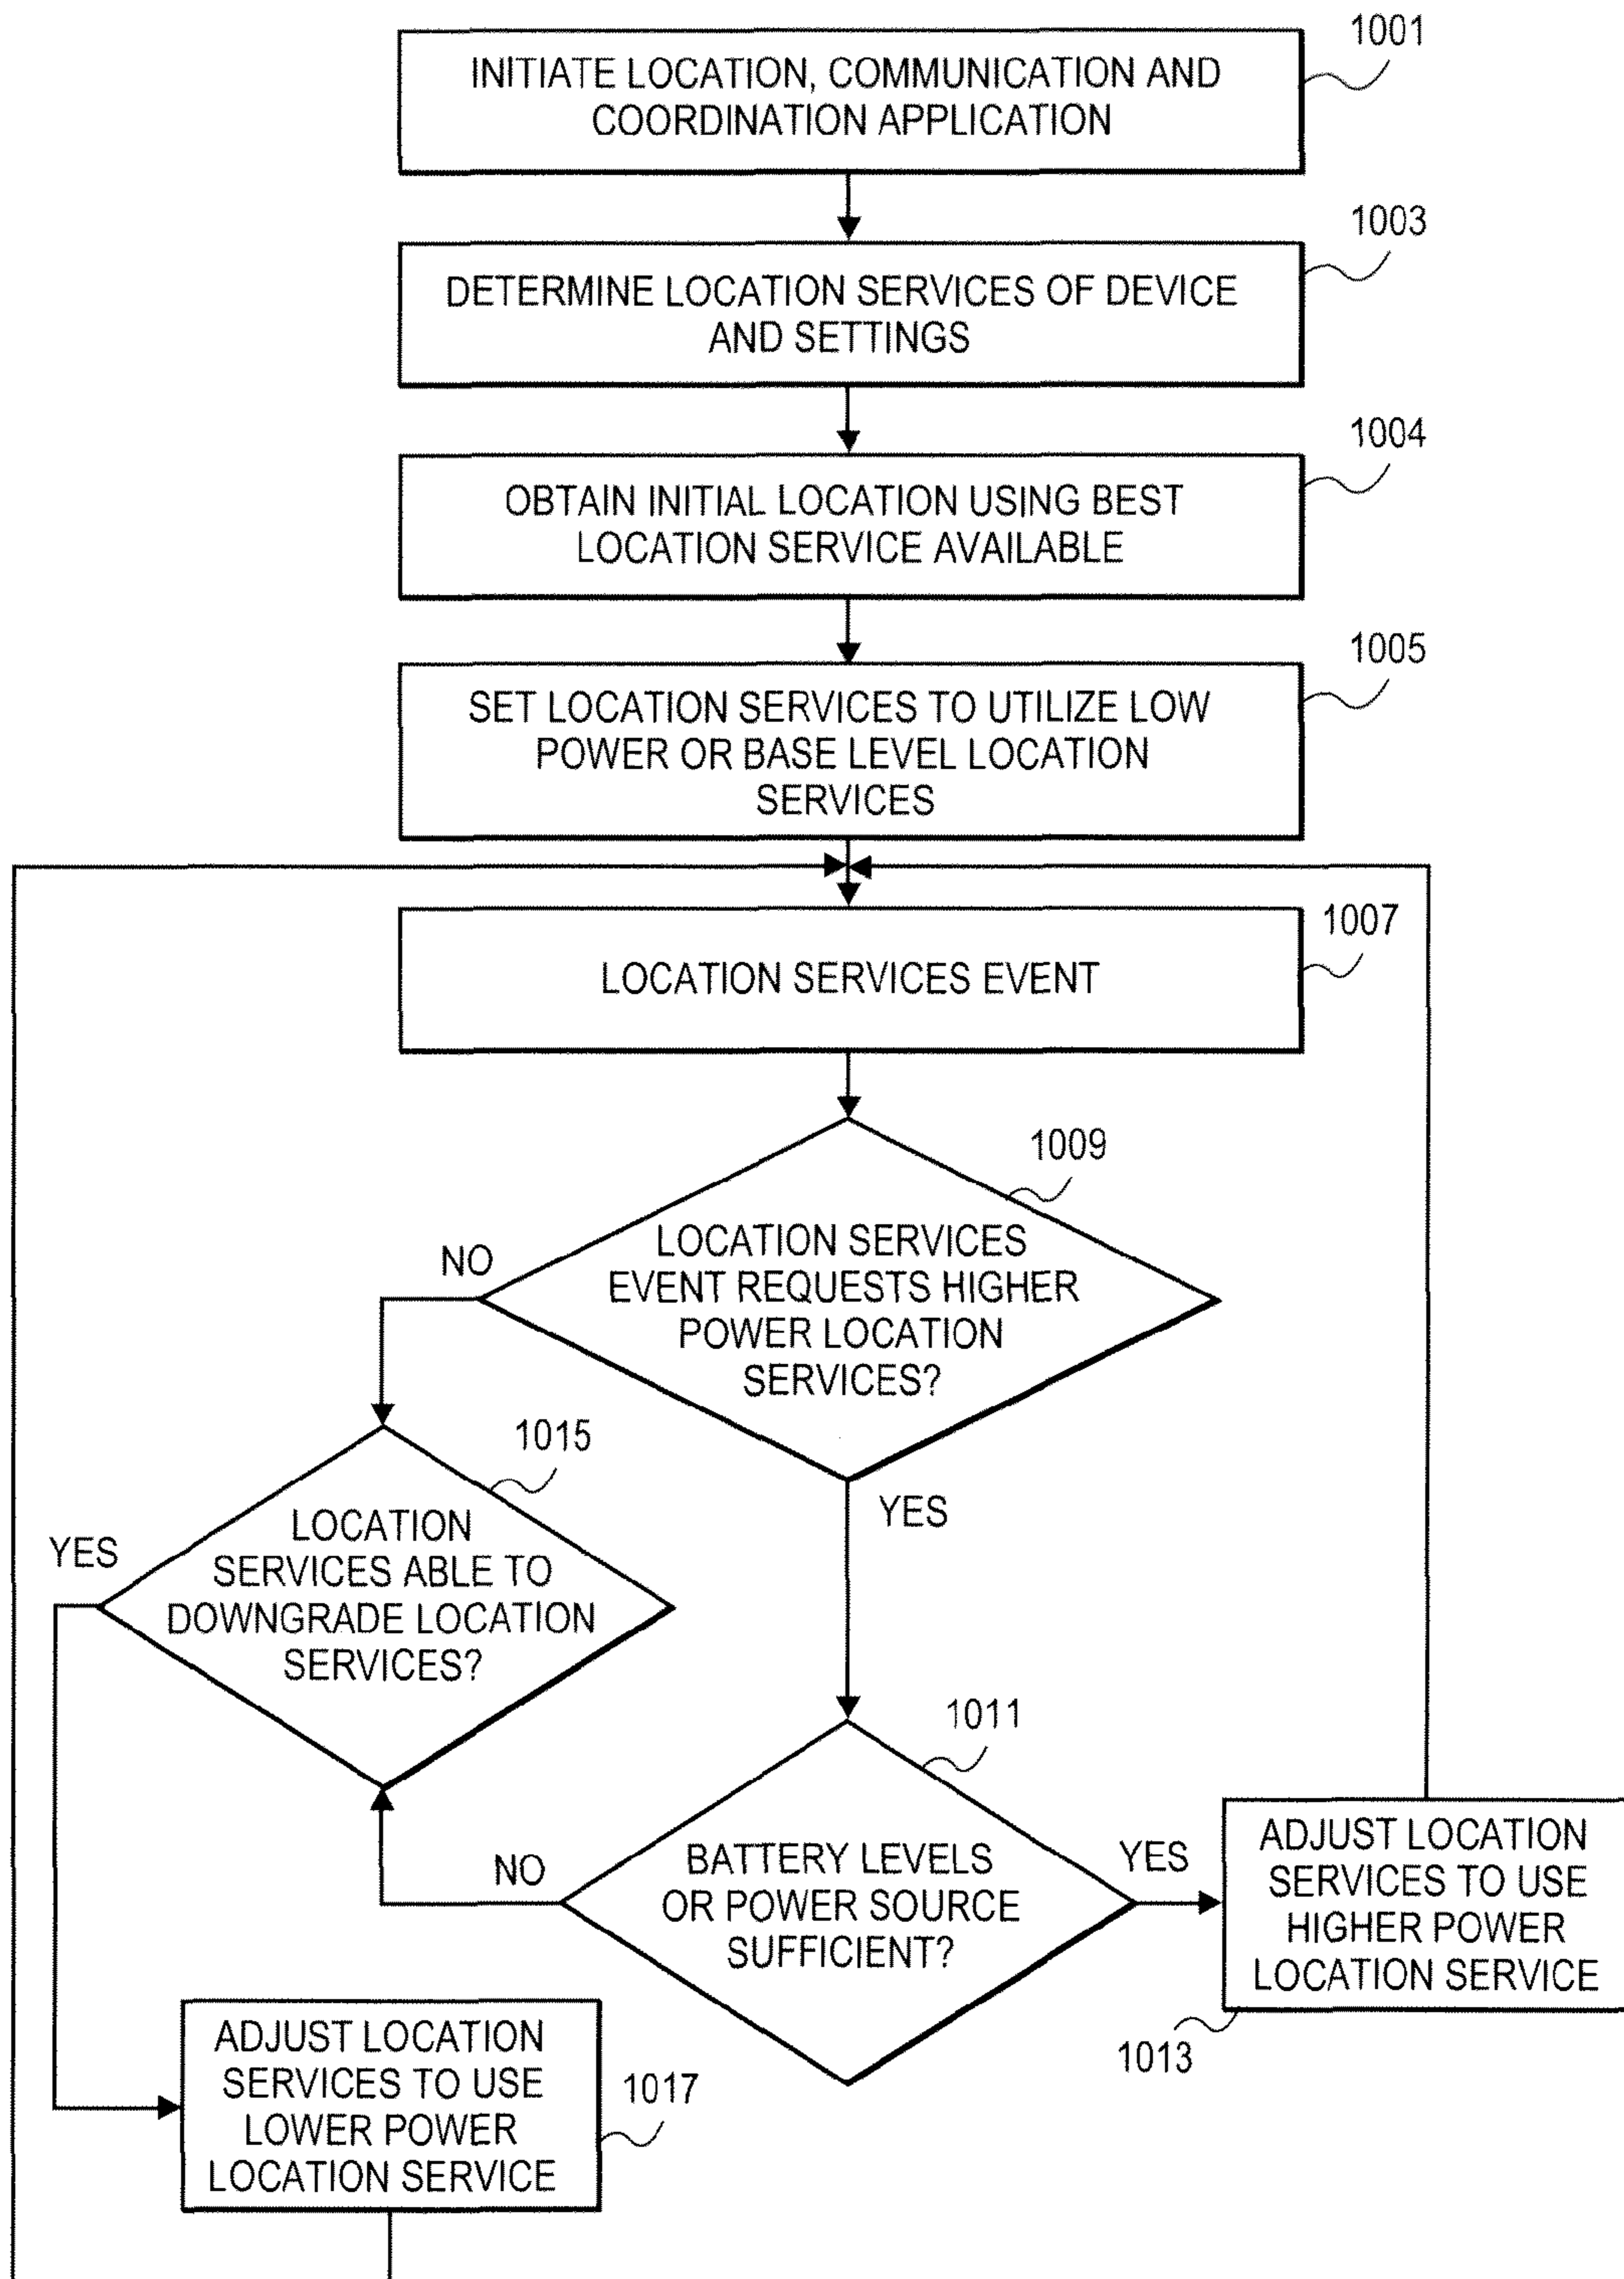 1001
INITIATE LOCATION, COMMUNICATION AND
COORDINATION APPLICATION
1003
DETERMINE LOCATION SERVICES OF DEVICE
AND SETTINGS
1004
OBTAIN INITIAL LOCATION USING BEST
LOCATION SERVICE AVAILABLE
1005
SET LOCATION SERVICES TO UTILIZE LOW
POWER OR BASE LEVEL LOCATION
SERVICES
1007
LOCATION SERVICES EVENT
1009
LOCATION SERVICES
EVENT REQUESTS HIGHER
POWER LOCATION
SERVICES?
NO
YES
1015
LOCATION
SERVICES ABLE TO
DOWNGRADE LOCATION
SERVICES?
YES
1011
BATTERY LEVELS
OR POWER SOURCE
SUFFICIENT?
NO
YES
ADJUST LOCATION
SERVICES TO USE
HIGHER POWER
LOCATION SERVICE
1013
ADJUST LOCATION
SERVICES TO USE
LOWER POWER
LOCATION SERVICE
1017